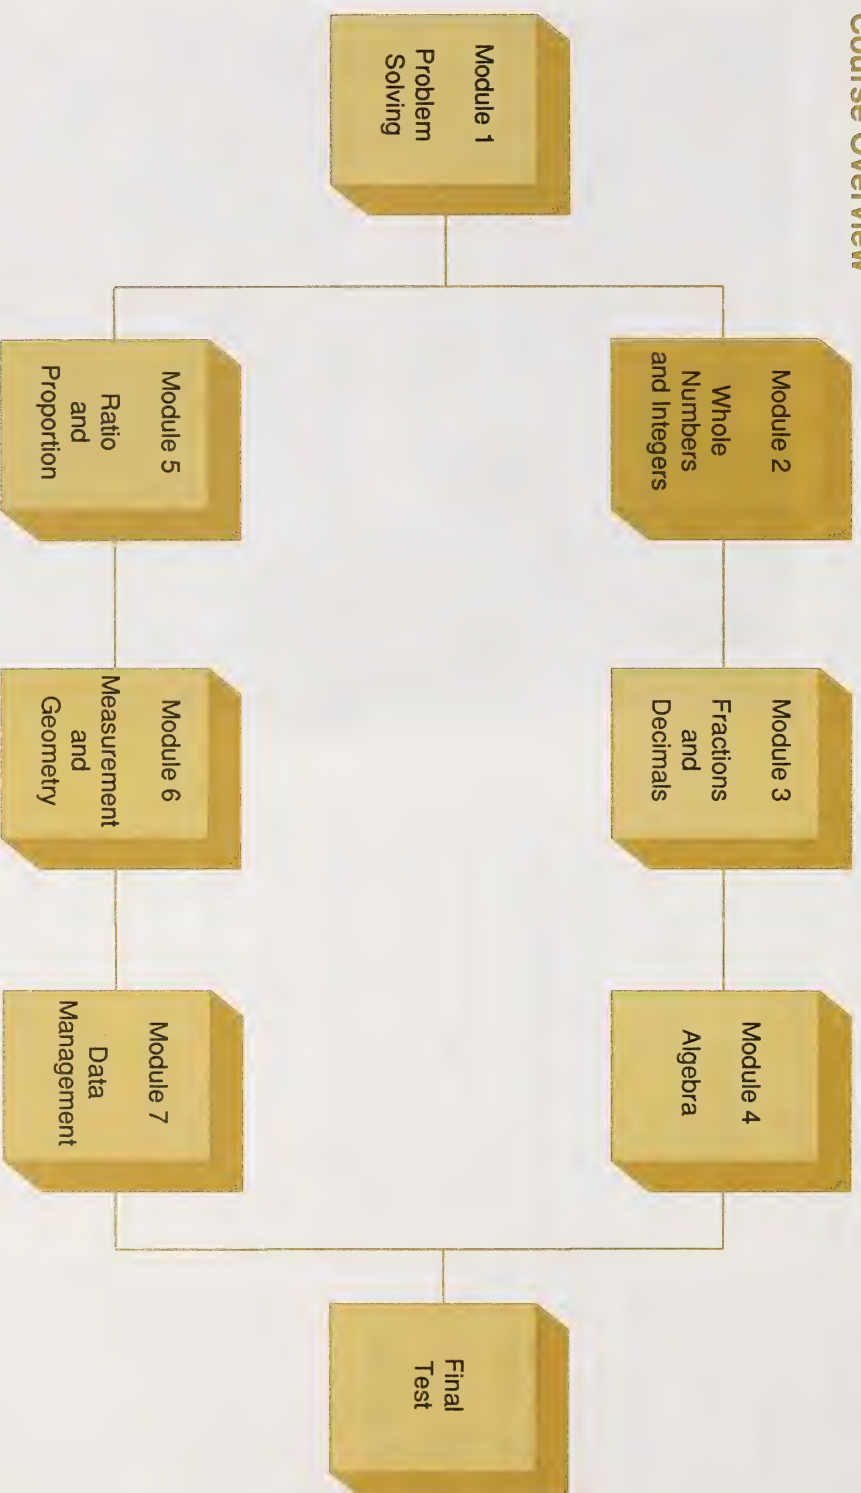 Course Overview
Module 1
Problem
Solving
Module 2
Whole
Numbers
and Integers
Module 3
Fractions
and
Decimals
Module 4
Algebra
Module 5
Ratio
and
Proportion
Module 6
Measurement
and
Geometry
Module 7
Data
Management
Final
Test